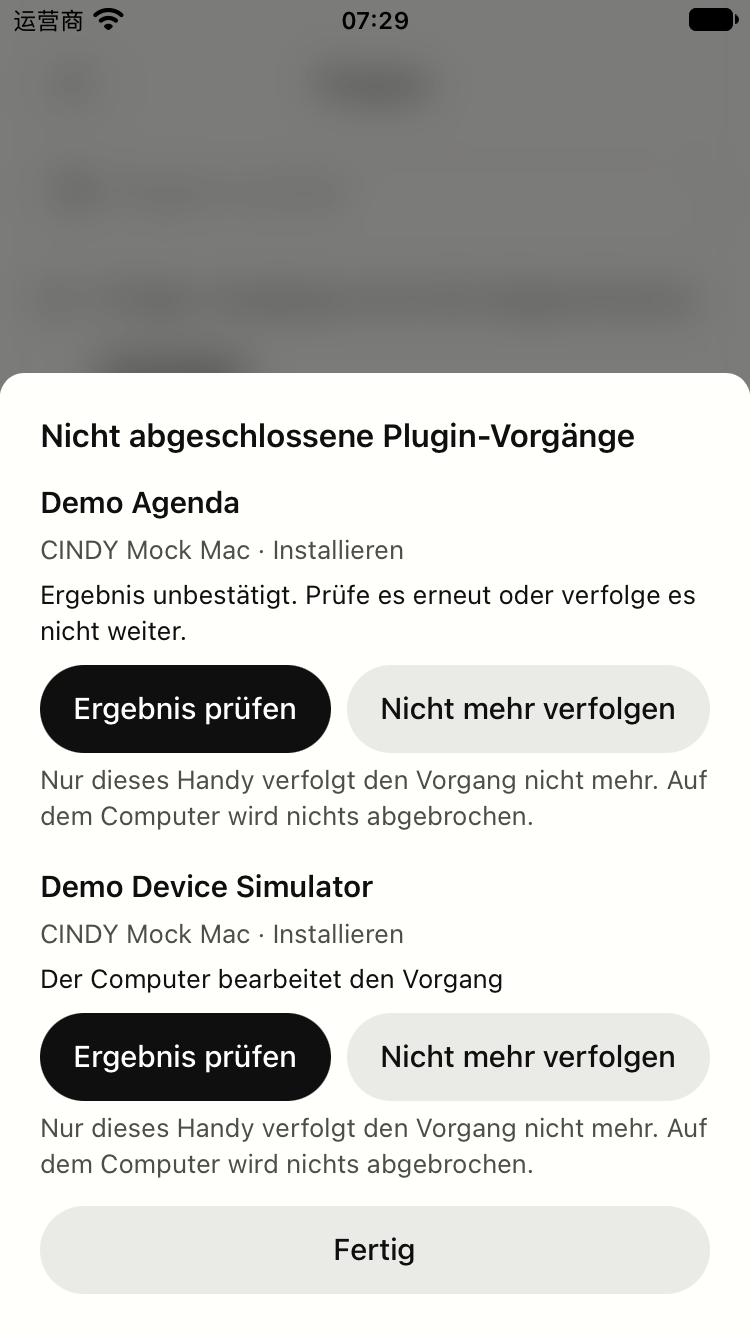 运营商
07:29
Nicht abgeschlossene Plugin-Vorgänge
Demo Agenda
CINDY Mock Mac · Installieren
Ergebnis unbestätigt. Prüfe es erneut oder verfolge es
nicht weiter.
Ergebnis prüfen
Nicht mehr verfolgen
Nur dieses Handy verfolgt den Vorgang nicht mehr. Auf
dem Computer wird nichts abgebrochen.
Demo Device Simulator
CINDY Mock Mac · Installieren
Der Computer bearbeitet den Vorgang
Ergebnis prüfen
Nicht mehr verfolgen
Nur dieses Handy verfolgt den Vorgang nicht mehr. Auf
dem Computer wird nichts abgebrochen.
Fertig